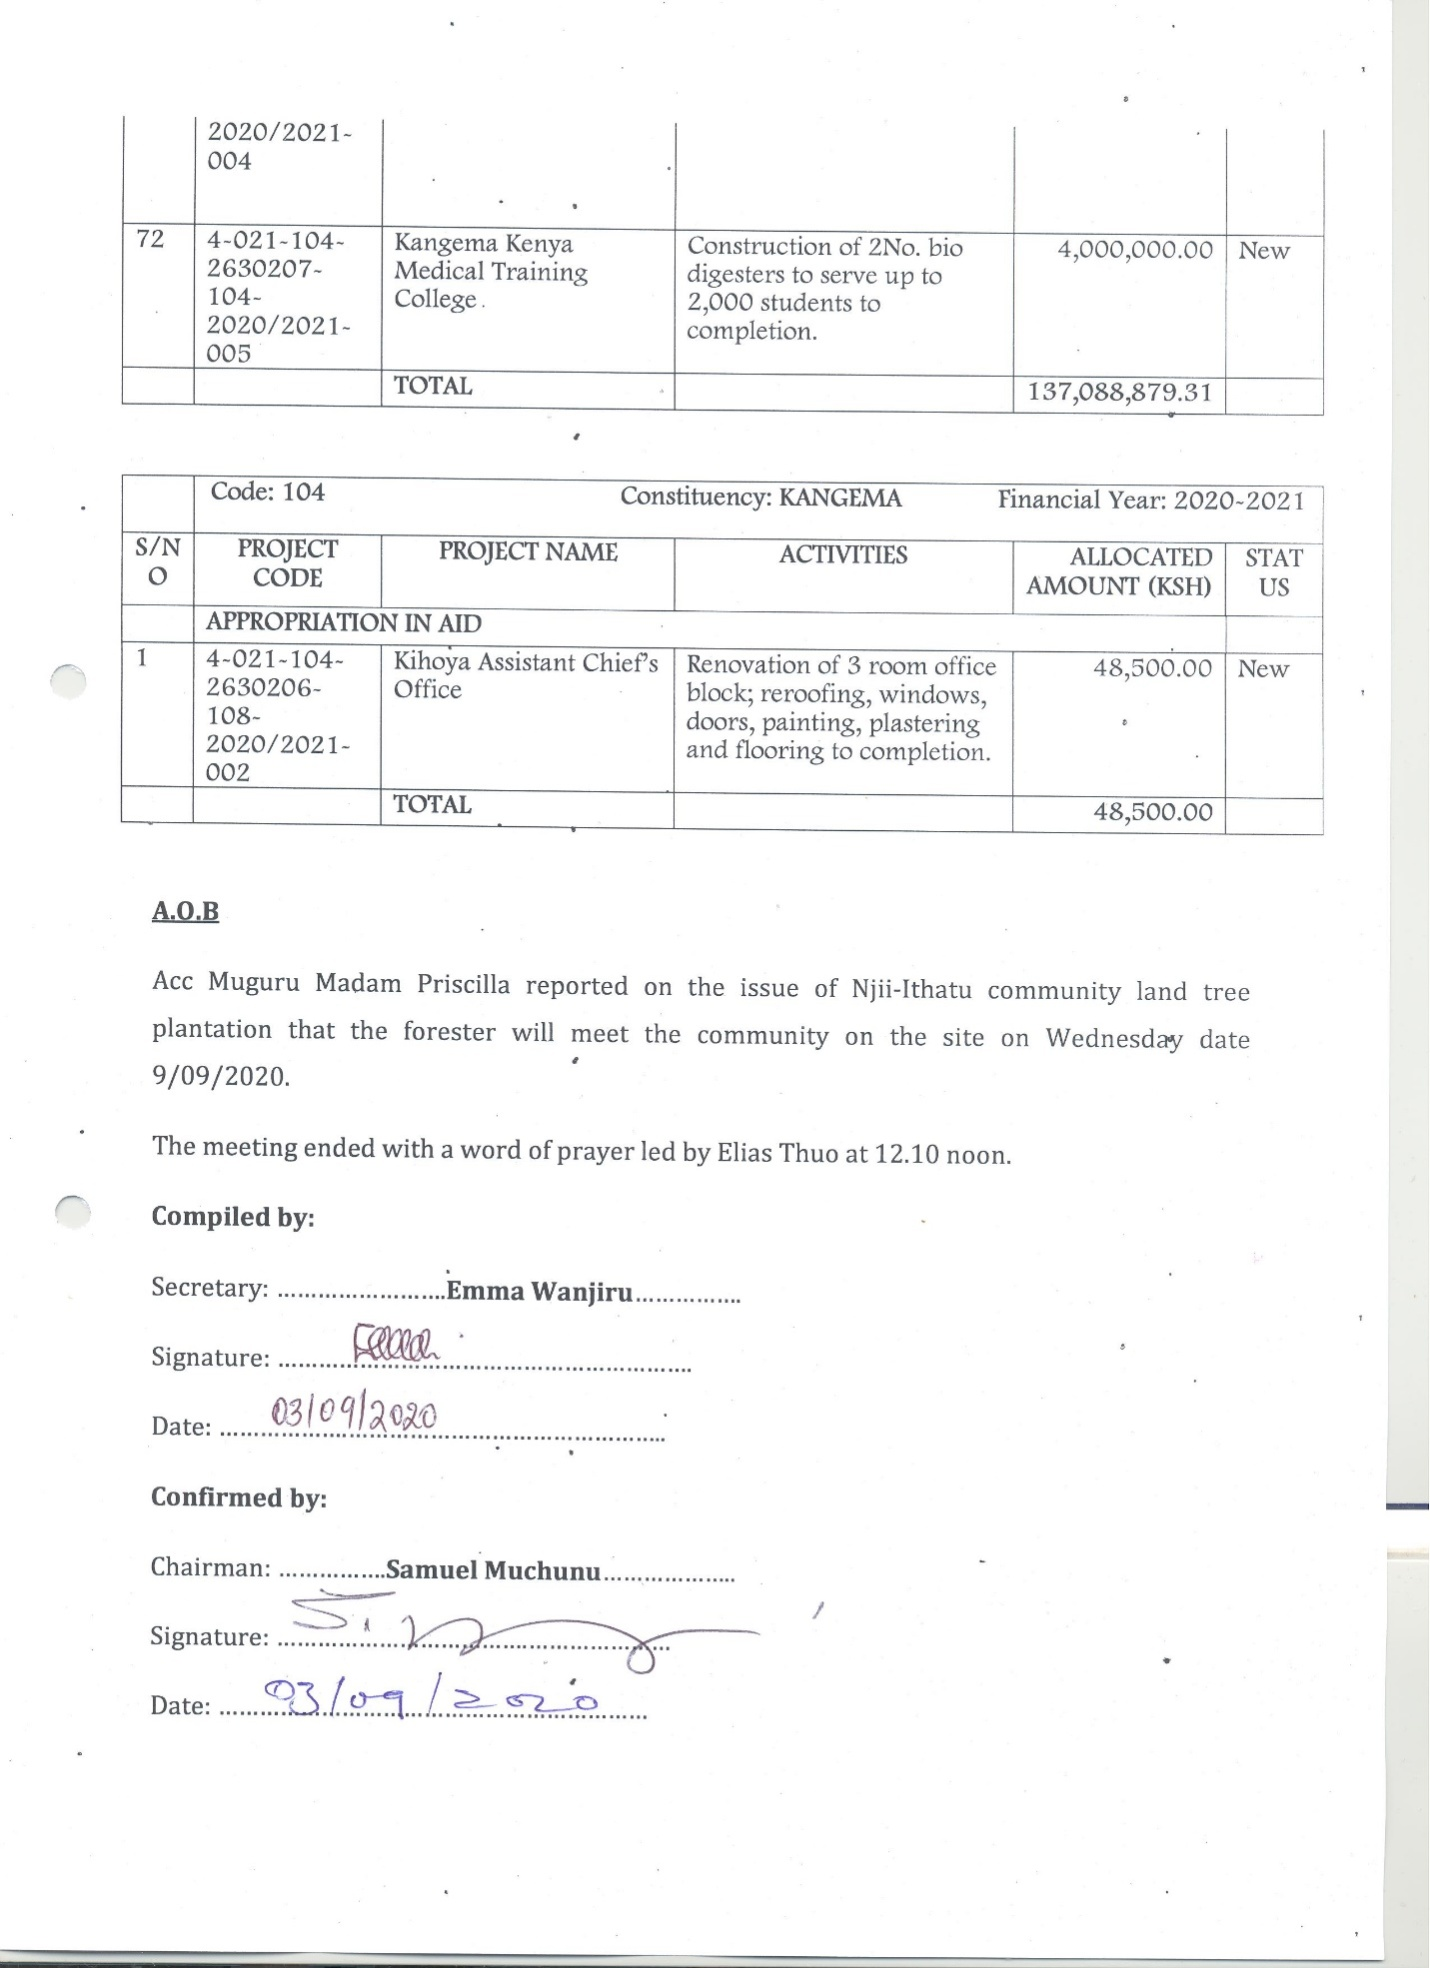 2020/2021-
004
72 4-021-104- Kangema Kenya Construction of 2No. bio 4,000,000.00 New
2630207- Medical Training digesters to serve up to
104- College. 2,000 students to
2020/2021- completion.
005
TOTAL 137,088,879.31
Code: 104 Constituency: KANGEMA Financial Year: 2020-2021
S/N PROJECT PROJECT NAME ACTIVITIES ALLOCATED STAT
O CODE AMOUNT (KSH) US
APPROPRIATION IN AID
1 4-021-104- Kihoya Assistant Chief's Renovation of 3 room office 48,500.00 New
2630206- Office block; reroofing, windows,
108- doors, painting, plastering
2020/2021- and flooring to completion.
002
TOTAL 48,500.00
A.O.B
Acc Muguru Madam Priscilla reported on the issue of Njii-Ithatu community land tree
plantation that the forester will meet the community on the site on Wednesday date
9/09/2020.
The meeting ended with a word of prayer led by Elias Thuo at 12.10 noon.
Compiled by:
Secretary: .........................Emma Wanjiru................
Signature: ..............................................................
Date: 03/09/2020
Confirmed by:
Chairman: ................Samuel Muchunu....................
Signature: ...........................................................
Date: 03/09/2020